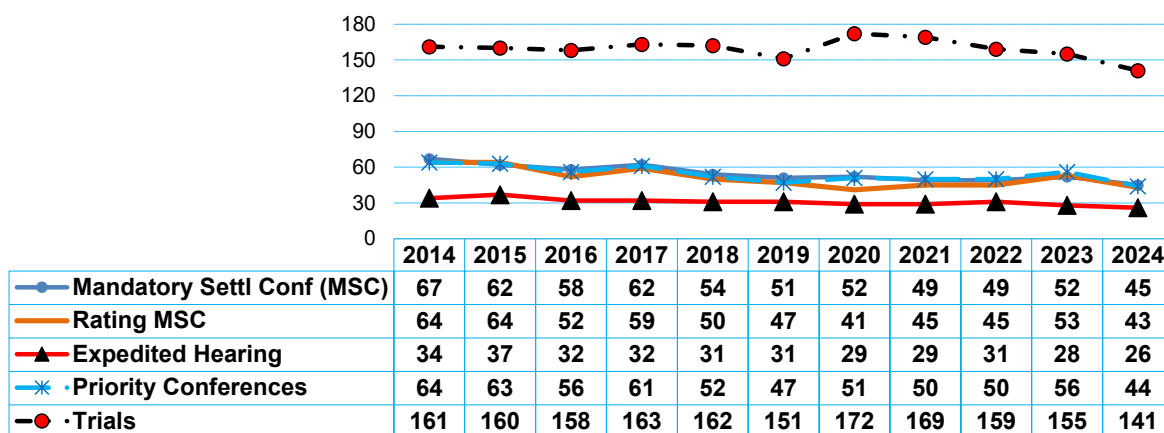 180
150
120
90
60
30
0
2014 2015 2016 2017 2018 2019 2020 2021 2022 2023 2024
Mandatory Settl Conf (MSC) 67 62 58 62 54 51 52 49 49 52 45
Rating MSC 64 64 52 59 50 47 41 45 45 53 43
Expedited Hearing 34 37 32 32 31 31 29 29 31 28 26
Priority Conferences 64 63 56 61 52 47 51 50 50 56 44
Trials 161 160 158 163 162 151 172 169 159 155 141